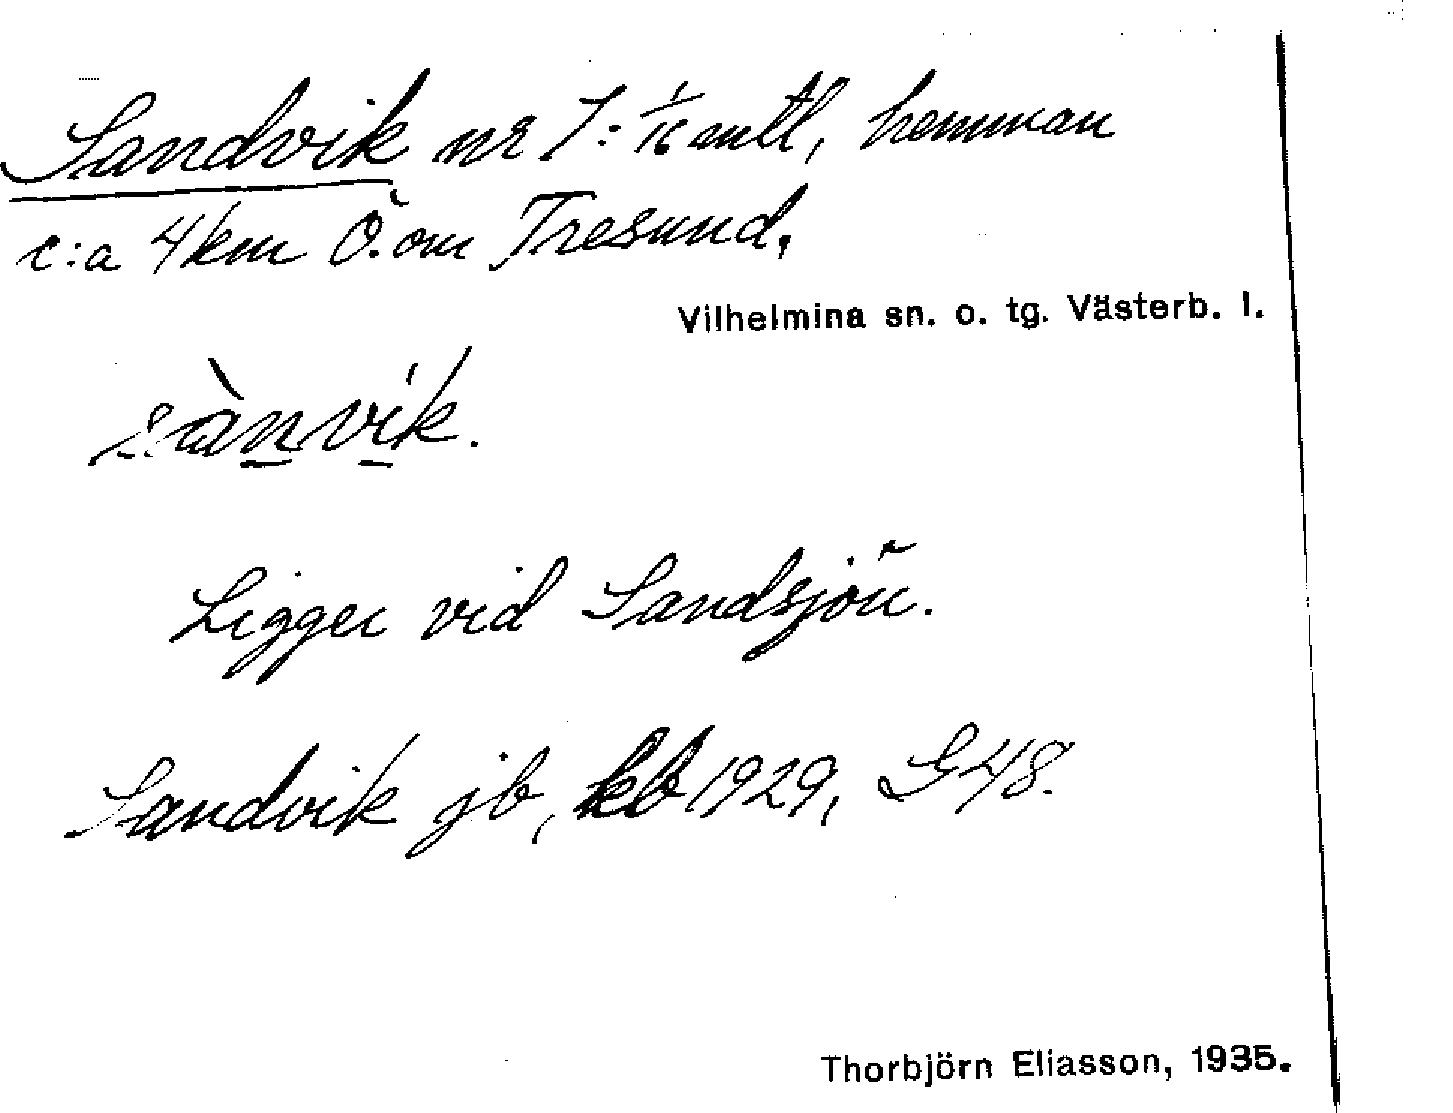 Sandvik nr 1: 1/16 mtl, hemman
c:a 4 km Ö. om Tresund.
Vilhelmina sn. o. tg. Västerb. l.
sànvik.
Ligger vid Sandsjön.
Sandvik jb, kb 1929, G48.
Thorbjörn Eliasson, 1935.